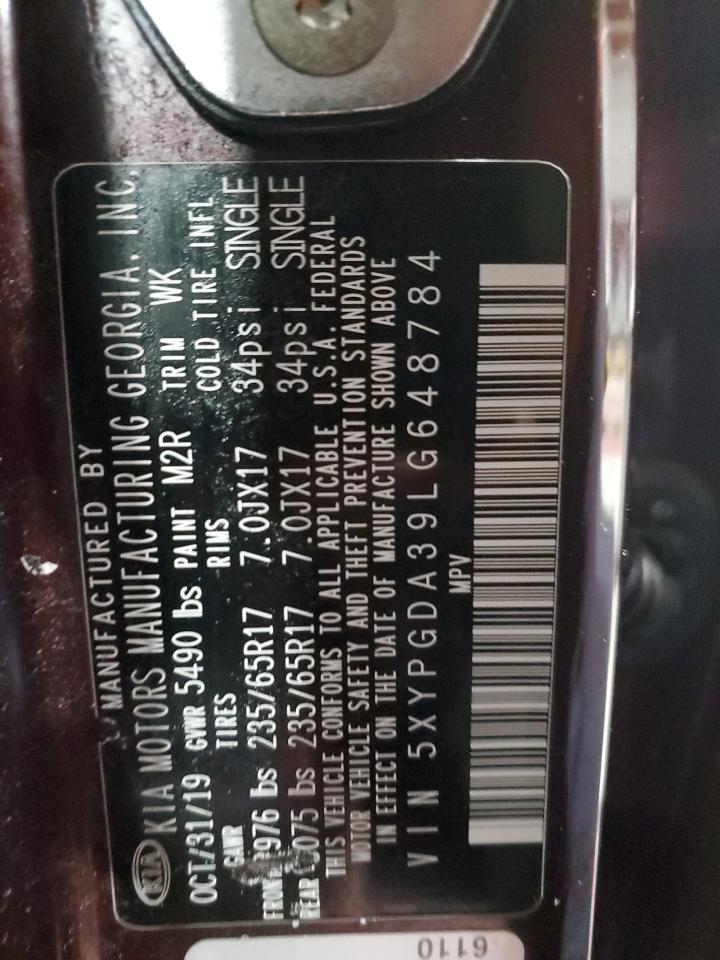 KIA MANUFACTURED BY
KIA MOTORS MANUFACTURING GEORGIA, INC.
OCT/31/19 GVWR 5490 lbs PAINT M2R TRIM WK
GAWR TIRES RIMS COLD TIRE INFL
FRONT 976 lbs 235/65R17 7.0JX17 34psi SINGLE
REAR 075 lbs 235/65R17 7.0JX17 34psi SINGLE
THIS VEHICLE CONFORMS TO ALL APPLICABLE U.S.A. FEDERAL
MOTOR VEHICLE SAFETY AND THEFT PREVENTION STANDARDS
IN EFFECT ON THE DATE OF MANUFACTURE SHOWN ABOVE
VIN 5XYPGDA39LG648784
MPV
6110